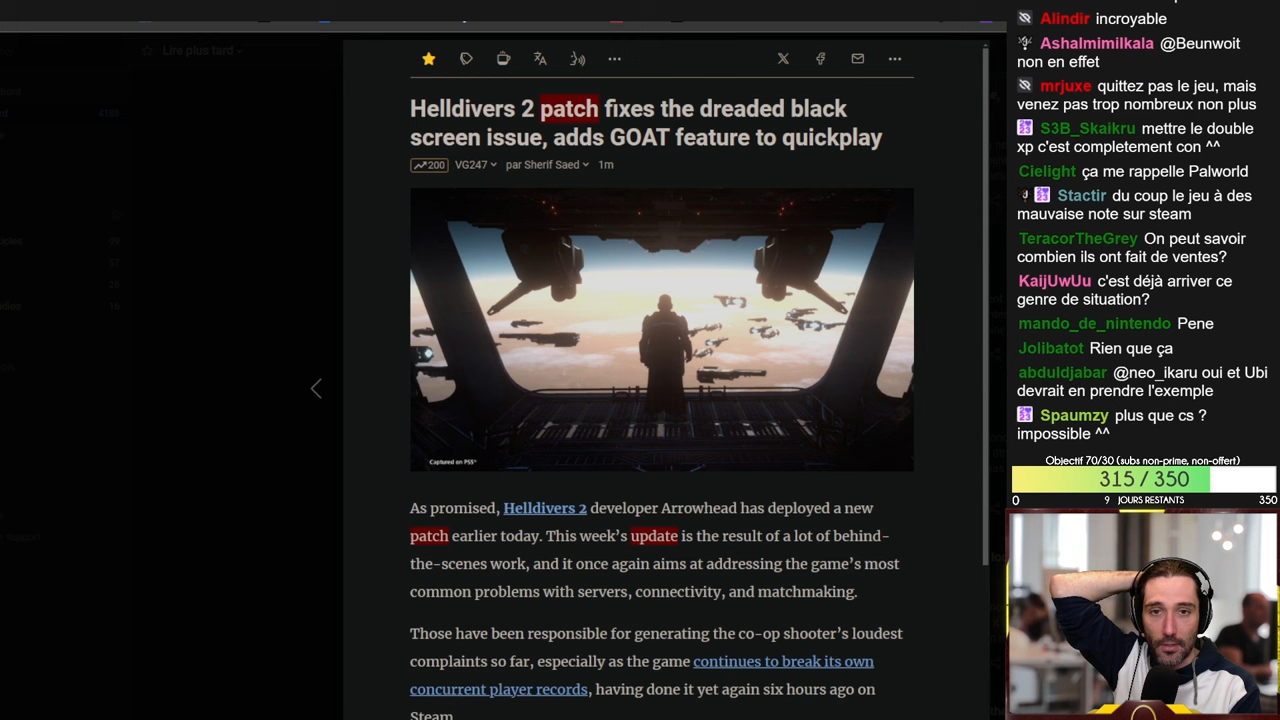 Lire plus tard
Helldivers 2 patch fixes the dreaded black
screen issue, adds GOAT feature to quickplay
200 VG247 par Sherif Saed 1m
Captured on PS5
As promised, Helldivers 2 developer Arrowhead has deployed a new
patch earlier today. This week's update is the result of a lot of behind-
the-scenes work, and it once again aims at addressing the game's most
common problems with servers, connectivity, and matchmaking.
Those have been responsible for generating the co-op shooter's loudest
complaints so far, especially as the game continues to break its own
concurrent player records, having done it yet again six hours ago on
Steam
Alindir incroyable
AshaImimilkala @Beunwoit
non en effet
mrjuxe quittez pas le jeu, mais
venez pas trop nombreux non plus
S3B_Skaikru mettre le double
xp c'est completement con ^^
Cielight ça me rappelle Palworld
Stactir du coup le jeu à des
mauvaise note sur steam
TeracorTheGrey On peut savoir
combien ils ont fait de ventes?
KaijUwUu c'est déjà arriver ce
genre de situation?
mando_de_nintendo Pene
Jolibatot Rien que ça
abduldjabar @neo_ikaru oui et Ubi
devrait en prendre l'exemple
Spaumzy plus que cs ?
impossible ^^
Objectif 70/30 (subs non-prime, non-offert)
315 / 350
0 9 JOURS RESTANTS 350